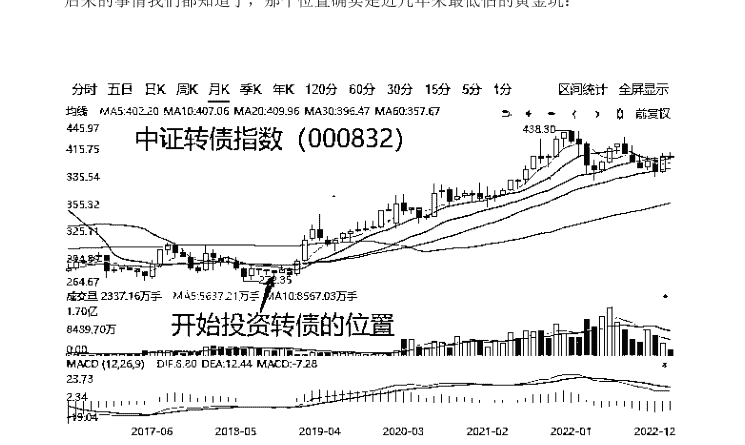 后来的事情我们都知道了，那个位置确实是近几年来最低估的黄金坑！
分时 五日 日K 周K 月K 季K 年K 120分 60分 30分 15分 5分 1分 区间统计 全屏显示
均线 MA5:402.20 MA10:407.06 MA20:409.96 MA30:396.47 MA60:357.67 前复权
445.97
438.30
中证转债指数（000832）
415.75
385.54
355.32
325.11
294.89
264.67
272.35
成交量 2337.16万手 MA5:5637.21万手 MA10:8567.03万手
1.70亿
开始投资转债的位置
8439.70万
0.00
MACD (12,26,9) DIF:8.80 DEA:12.44 MACD:-7.28
23.73
2.34
-19.04
2017-06 2018-05 2019-04 2020-03 2021-02 2022-01 2022-12